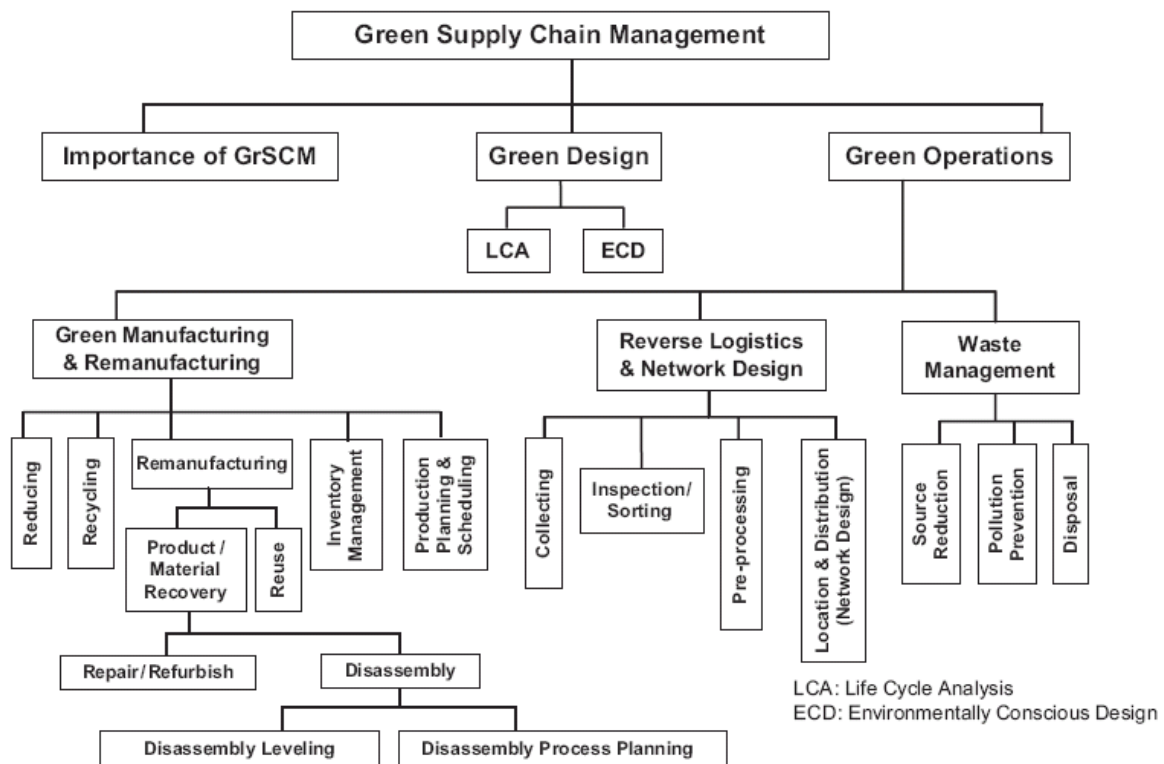 Green Supply Chain Management
Importance of GrSCM
Green Design
Green Operations
LCA
ECD
Green Manufacturing
& Remanufacturing
Reverse Logistics
& Network Design
Waste
Management
Reducing
Recycling
Remanufacturing
Inventory
Management
Production
Planning &
Scheduling
Collecting
Inspection/
Sorting
Pre-processing
Location & Distribution
(Network Design)
Source
Reduction
Pollution
Prevention
Disposal
Product /
Material
Recovery
Reuse
Repair/Refurbish
Disassembly
Disassembly Leveling
Disassembly Process Planning
LCA: Life Cycle Analysis
ECD: Environmentally Conscious Design